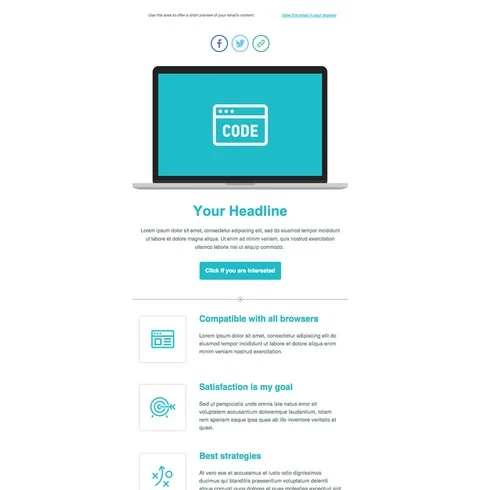 Use this area to offer a short preview of your email's content
View this email in your browser
CODE
Your Headline
Lorem ipsum dolor sit amet, consectetur adipiscing elit, sed do eiusmod tempor incididunt
ut labore et dolore magna aliqua. Ut enim ad minim veniam, quis nostrud exercitation
ullamco laboris nisi ut aliquip commodo.
Click if you are interested
Compatible with all browsers
Lorem ipsum dolor sit amet, consectetur adipiscing elit,
sed do eiusmod tempor incididunt ut labore et dolore
minim veniam nostrud exercitation.
Satisfaction is my goal
Sed ut perspiciatis unde omnis iste natus error sit
voluptatem accusantium doloremque laudantium, totam
rem aperiam eaque ipsa quae ab illo inventore veritatis et
quasi.
Best strategies
At vero eos et accusamus et iusto odio dignissimos
ducimus qui blanditiis praesentium voluptatum deleniti
atque corrupti quos dolores et quas molestias excepturi sint